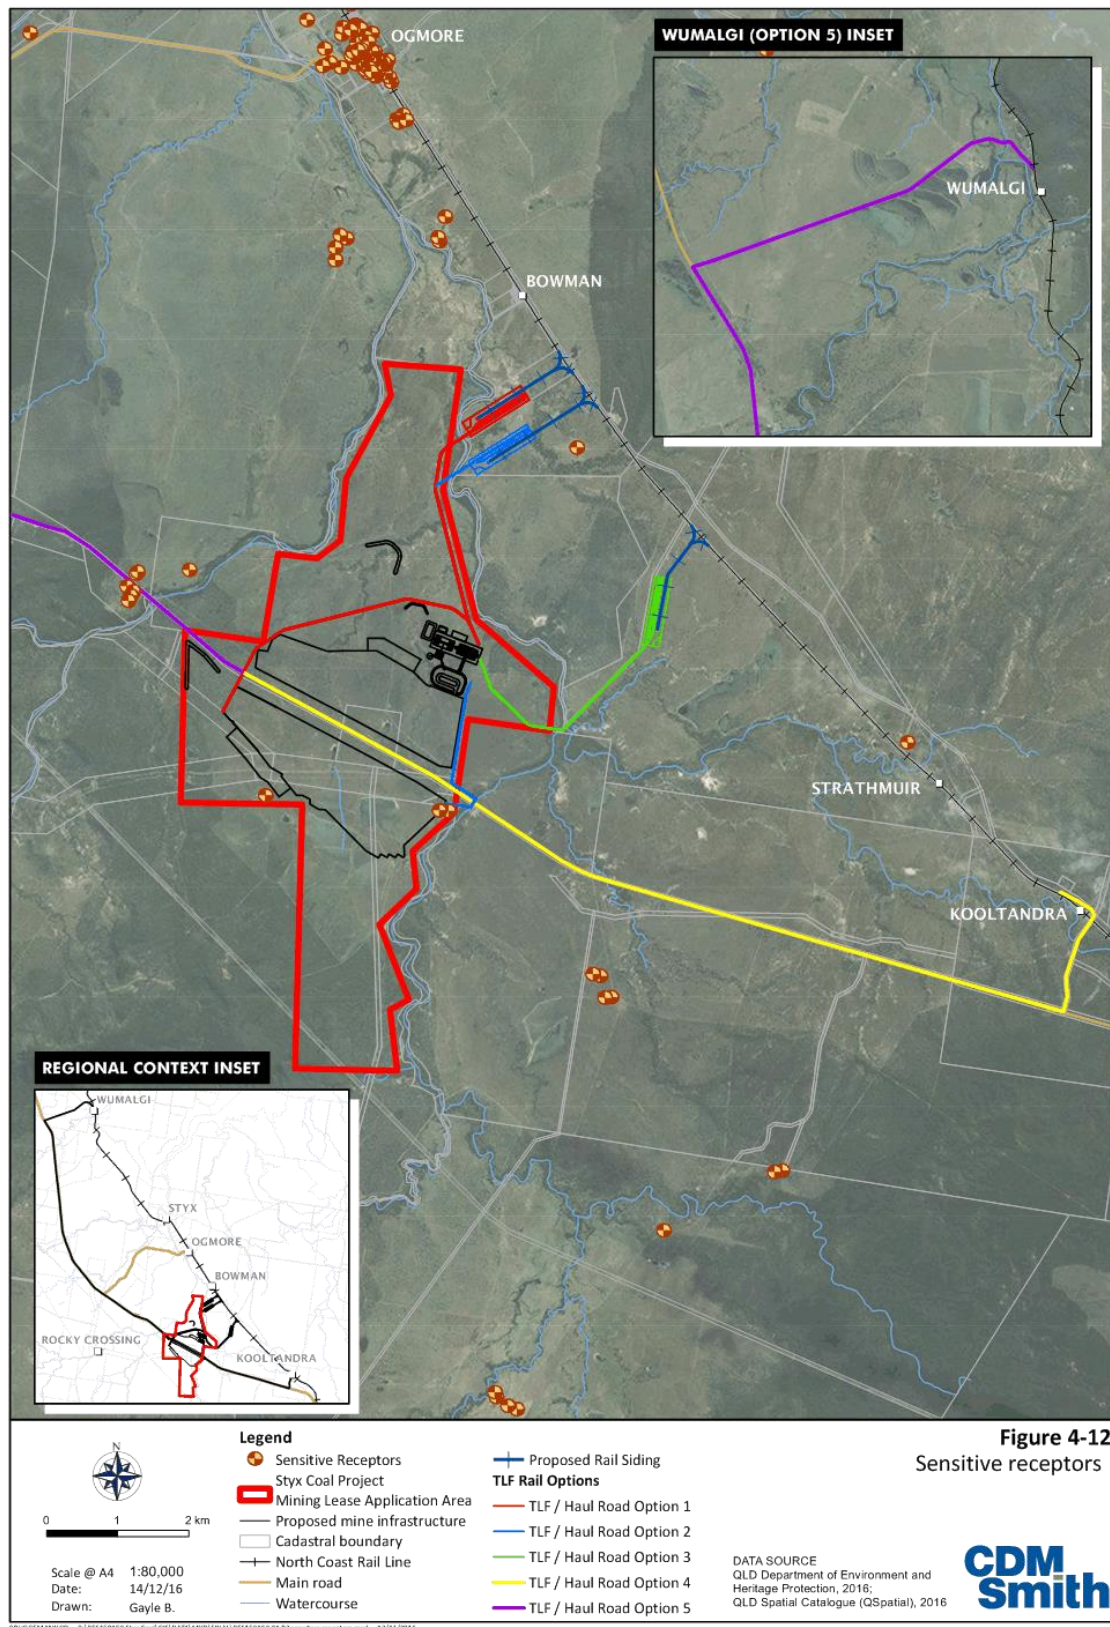 OGMORE
WUMALGI (OPTION 5) INSET
WUMALGI
BOWMAN
STRATHMUIR
KOOLTANDRA
REGIONAL CONTEXT INSET
WUMALGI
STYX
OGMORE
BOWMAN
ROCKY CROSSING
KOOLTANDRA
N
0 1 2 km
Scale @ A4 1:80,000
Date: 14/12/16
Drawn: Gayle B.
Legend
Sensitive Receptors
Styx Coal Project
Mining Lease Application Area
Proposed mine infrastructure
Cadastral boundary
North Coast Rail Line
Main road
Watercourse
Proposed Rail Siding
TLF Rail Options
TLF / Haul Road Option 1
TLF / Haul Road Option 2
TLF / Haul Road Option 3
TLF / Haul Road Option 4
TLF / Haul Road Option 5
DATA SOURCE
QLD Department of Environment and
Heritage Protection, 2016;
QLD Spatial Catalogue (QSpatial), 2016
Figure 4-12
Sensitive receptors
CDM
Smith